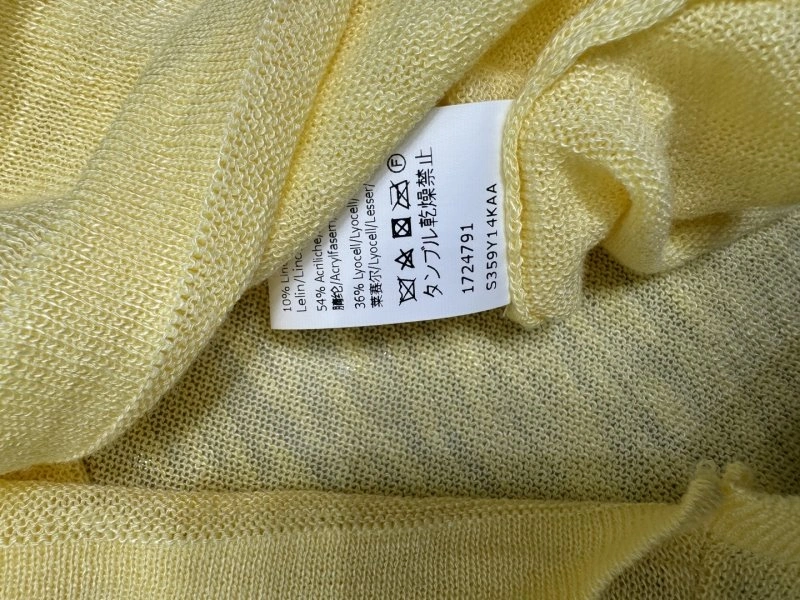 10% Lin
Lelin/Linc
54% Acriliche,
腈纶/Acrylfasern,
36% Lyocell/Lyocell/
莱赛尔/Lyocell/Lesser/
F
タンブル乾燥禁止
1724791
S359Y14KAA